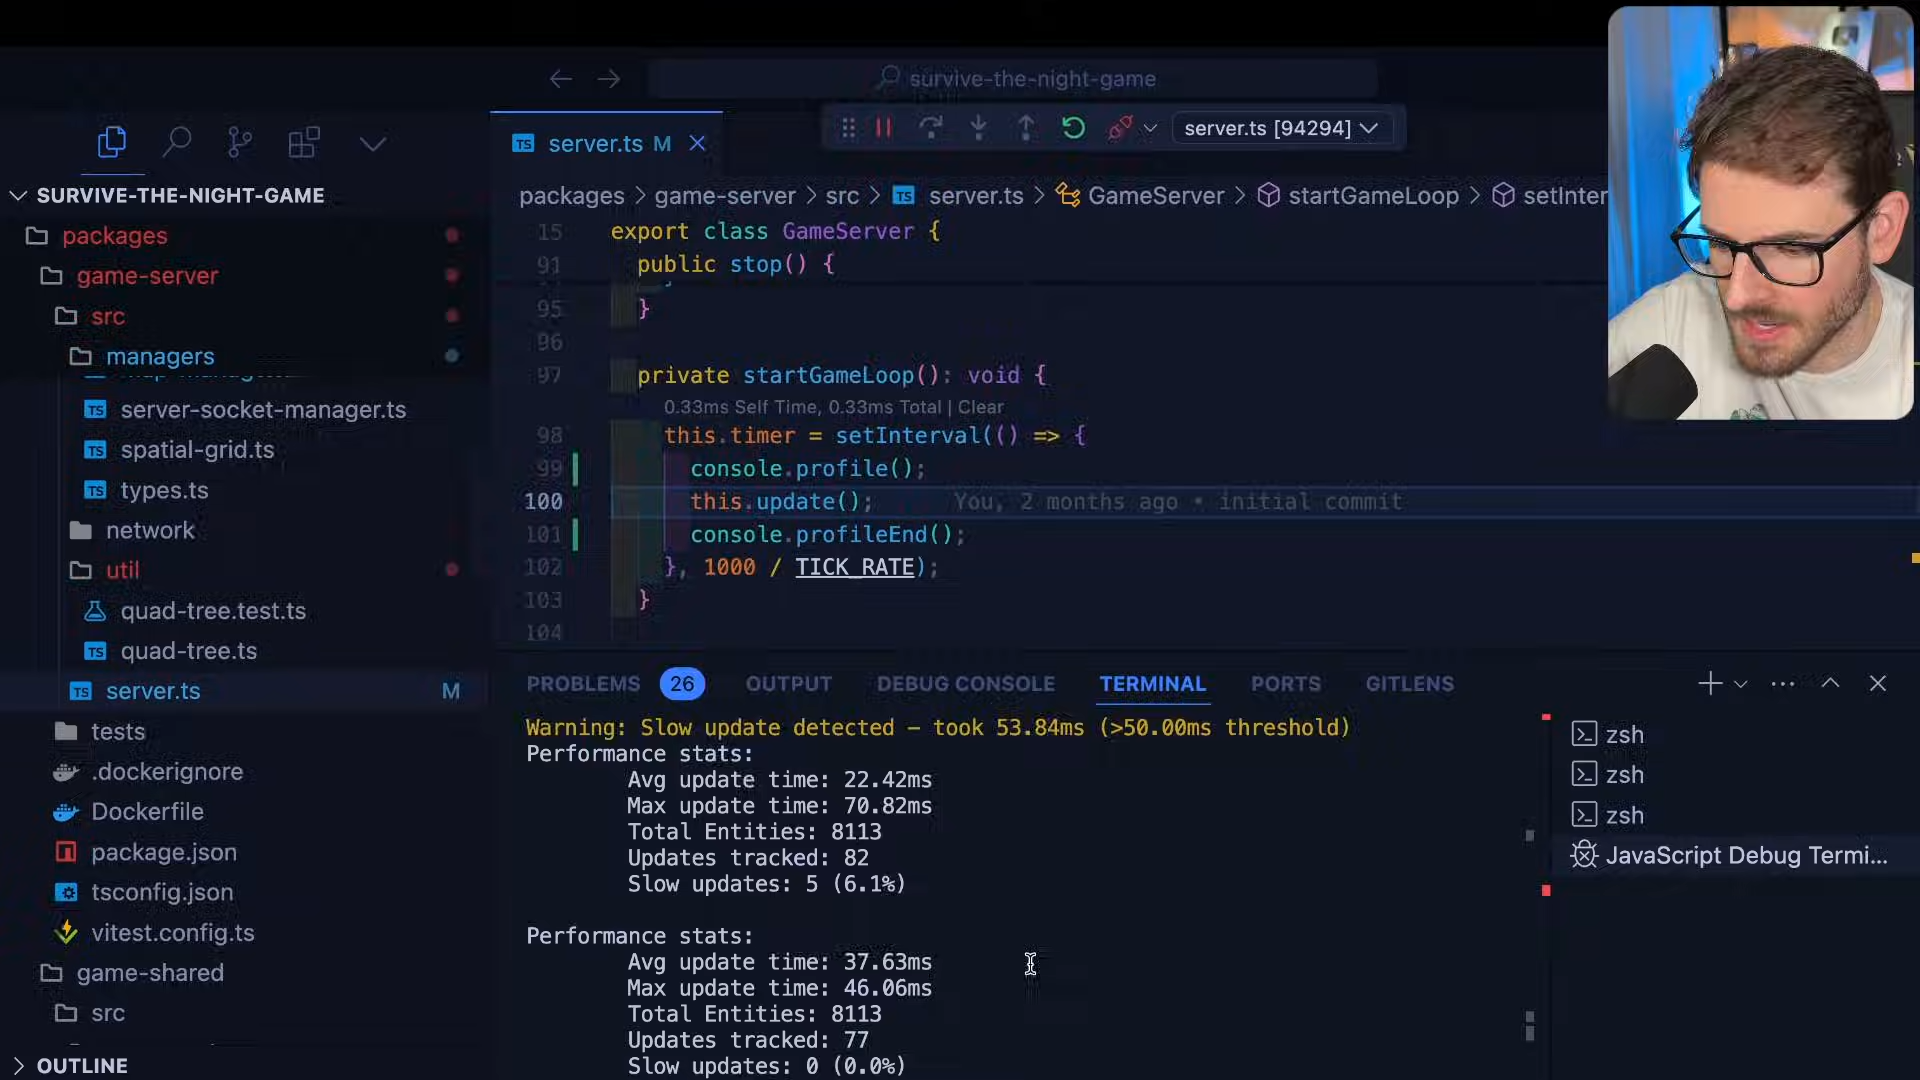 survive-the-night-game
server.ts M
server.ts [94294]
SURVIVE-THE-NIGHT-GAME
packages
game-server
src
managers
server-socket-manager.ts
spatial-grid.ts
types.ts
network
util
quad-tree.test.ts
quad-tree.ts
server.ts M
tests
.dockerignore
Dockerfile
package.json
tsconfig.json
vitest.config.ts
game-shared
src
OUTLINE
packages > game-server > src > TS server.ts > GameServer > startGameLoop > setInter
15 export class GameServer {
91 public stop() {
95 }
96
97 private startGameLoop(): void {
0.33ms Self Time, 0.33ms Total | Clear
98 this.timer = setInterval(() => {
99 console.profile();
100 this.update(); You, 2 months ago • initial commit
101 console.profileEnd();
102 }, 1000 / TICK_RATE);
103 }
104
PROBLEMS 26 OUTPUT DEBUG CONSOLE TERMINAL PORTS GITLENS
Warning: Slow update detected – took 53.84ms (>50.00ms threshold)
Performance stats:
Avg update time: 22.42ms
Max update time: 70.82ms
Total Entities: 8113
Updates tracked: 82
Slow updates: 5 (6.1%)
Performance stats:
Avg update time: 37.63ms
Max update time: 46.06ms
Total Entities: 8113
Updates tracked: 77
Slow updates: 0 (0.0%)
zsh
zsh
zsh
JavaScript Debug Termi...